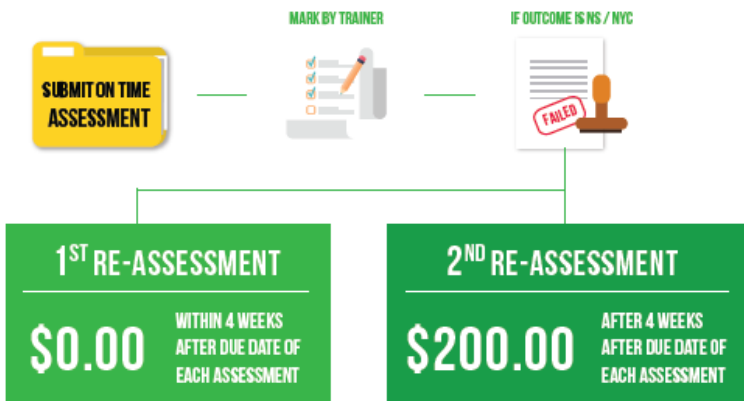 MARK BY TRAINER
IF OUTCOME IS NS / NYC
SUBMIT ON TIME
ASSESSMENT
FAILED
1ST RE-ASSESSMENT
$0.00
WITHIN 4 WEEKS
AFTER DUE DATE OF
EACH ASSESSMENT
2ND RE-ASSESSMENT
$200.00
AFTER 4 WEEKS
AFTER DUE DATE OF
EACH ASSESSMENT